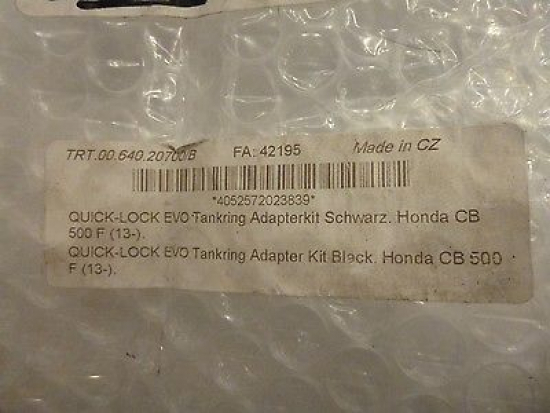 TRT.00.640.20700/B FA: 42195 Made in CZ
*4052572023839*
QUICK-LOCK EVO Tankring Adapterkit Schwarz. Honda CB
500 F (13-).
QUICK-LOCK EVO Tankring Adapter Kit Black. Honda CB 500
F (13-).